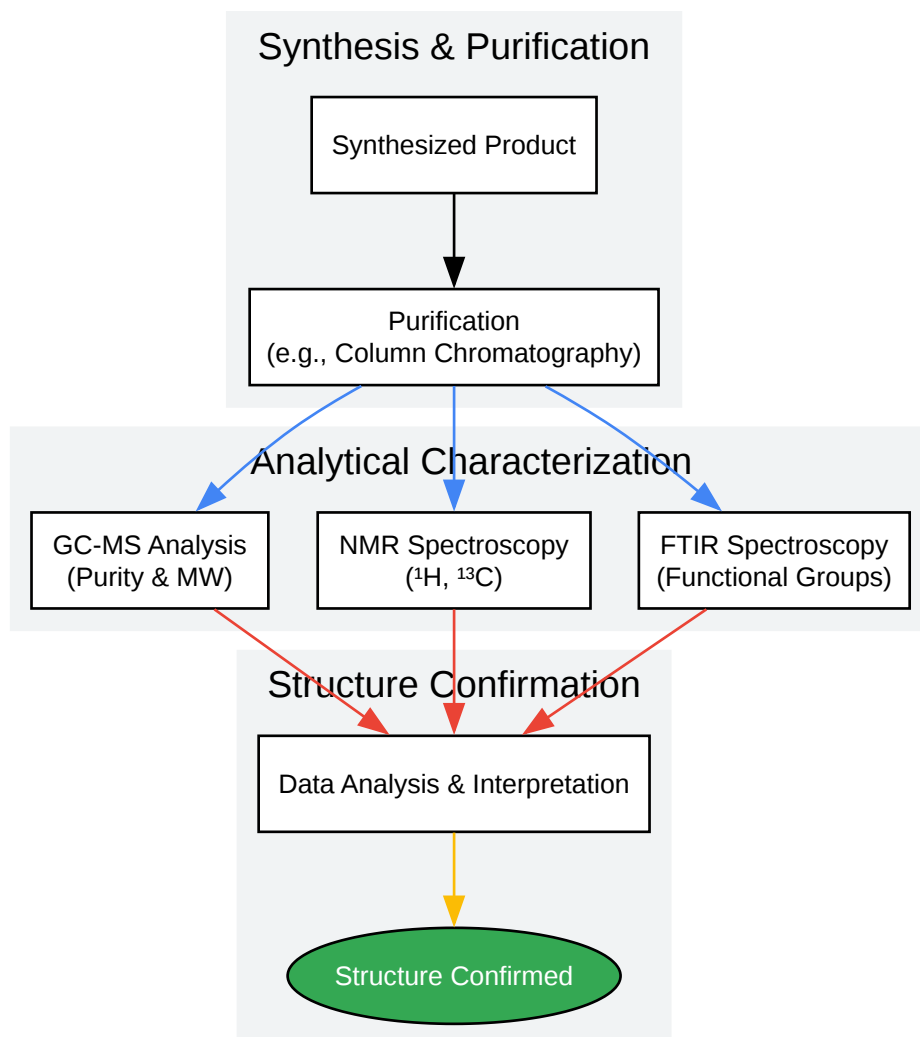 Synthesis & Purification
Synthesized Product
Purification
(e.g., Column Chromatography)
Analytical Characterization
GC-MS Analysis
(Purity & MW)
NMR Spectroscopy
(¹H, ¹³C)
FTIR Spectroscopy
(Functional Groups)
Structure Confirmation
Data Analysis & Interpretation
Structure Confirmed